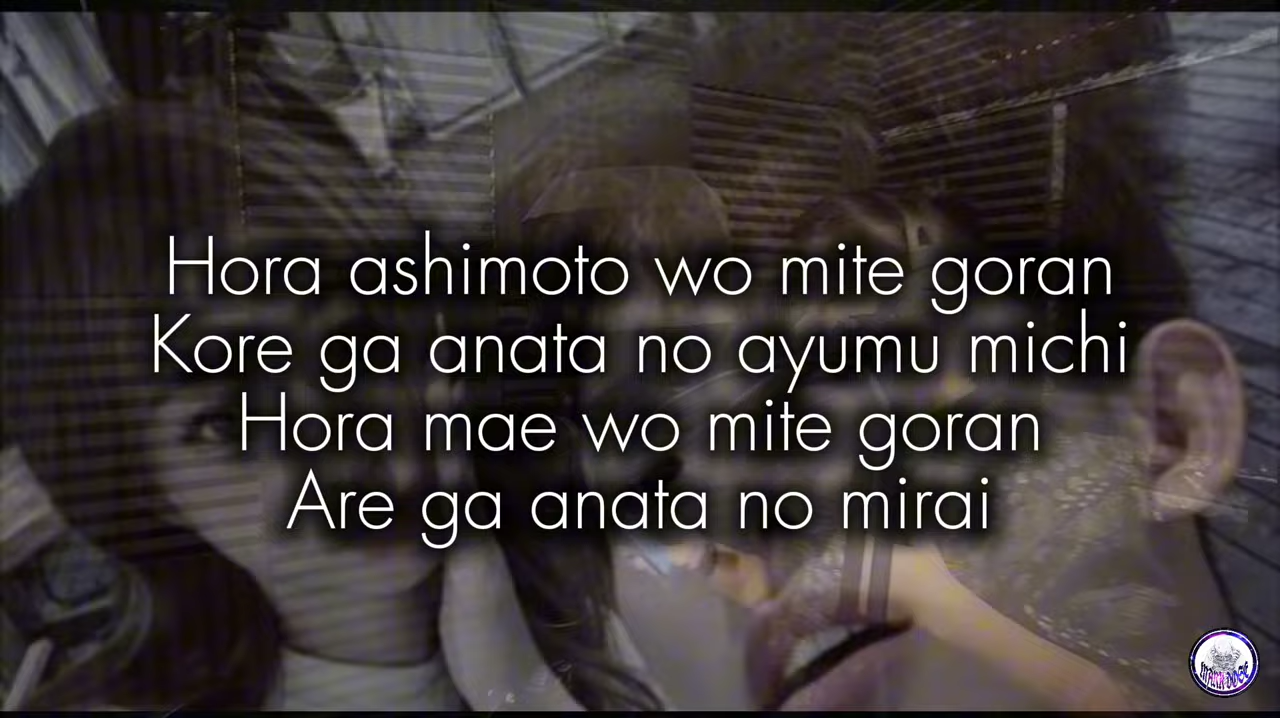 Hora ashimoto wo mite goran
Kore ga anata no ayumu michi
Hora mae wo mite goran
Are ga anata no mirai